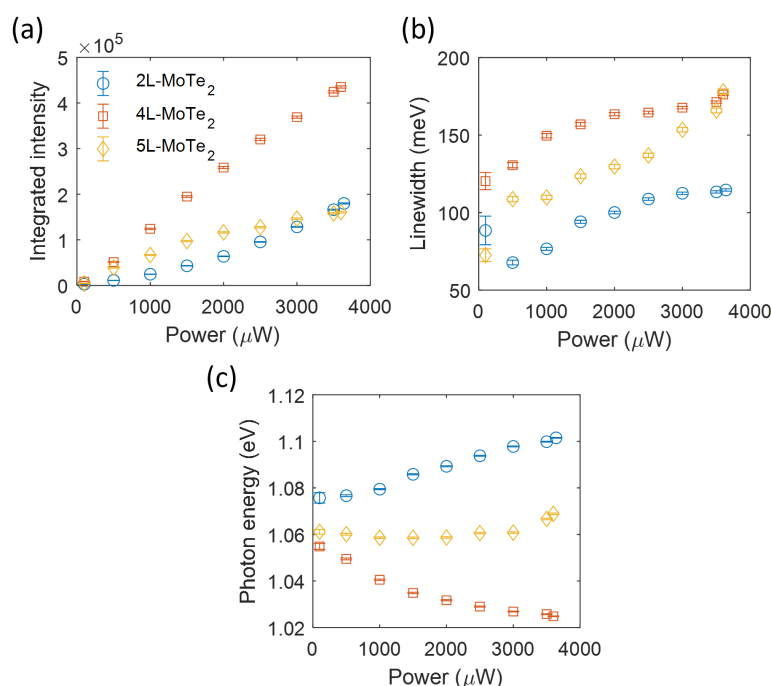 (a)
×10⁵
5
4
3
2
1
0
Integrated intensity
2L-MoTe₂
4L-MoTe₂
5L-MoTe₂
0 1000 2000 3000 4000
Power (μW)
(b)
200
150
100
50
Linewidth (meV)
0 1000 2000 3000 4000
Power (μW)
(c)
1.12
1.1
1.08
1.06
1.04
1.02
Photon energy (eV)
0 1000 2000 3000 4000
Power (μW)